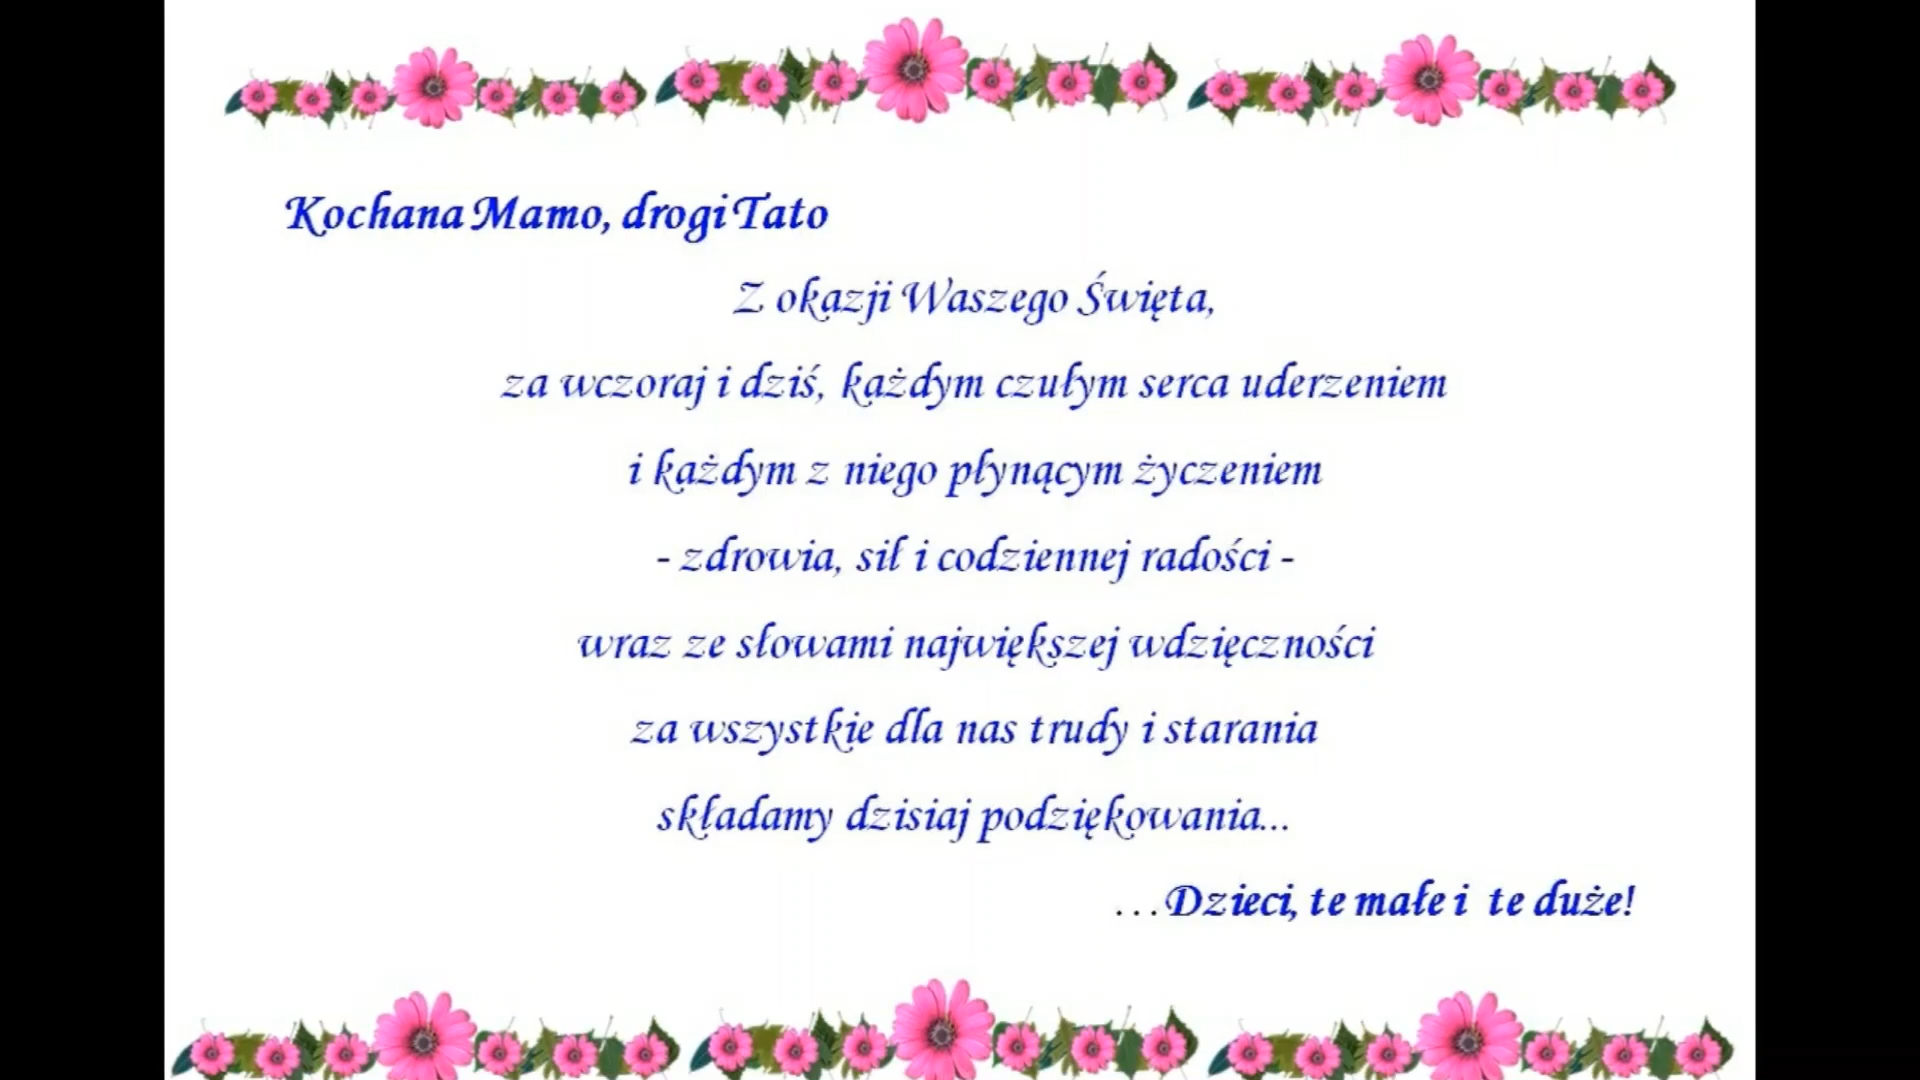 Kochana Mamo, drogi Tato
Z okazji Waszego Święta,
za wczoraj i dziś, każdym czułym serca uderzeniem
i każdym z niego płynącym życzeniem
- zdrowia, sił i codziennej radości -
wraz ze słowami największej wdzięczności
za wszystkie dla nas trudy i starania
składamy dzisiaj podziękowania...
...Dzieci, te małe i te duże!